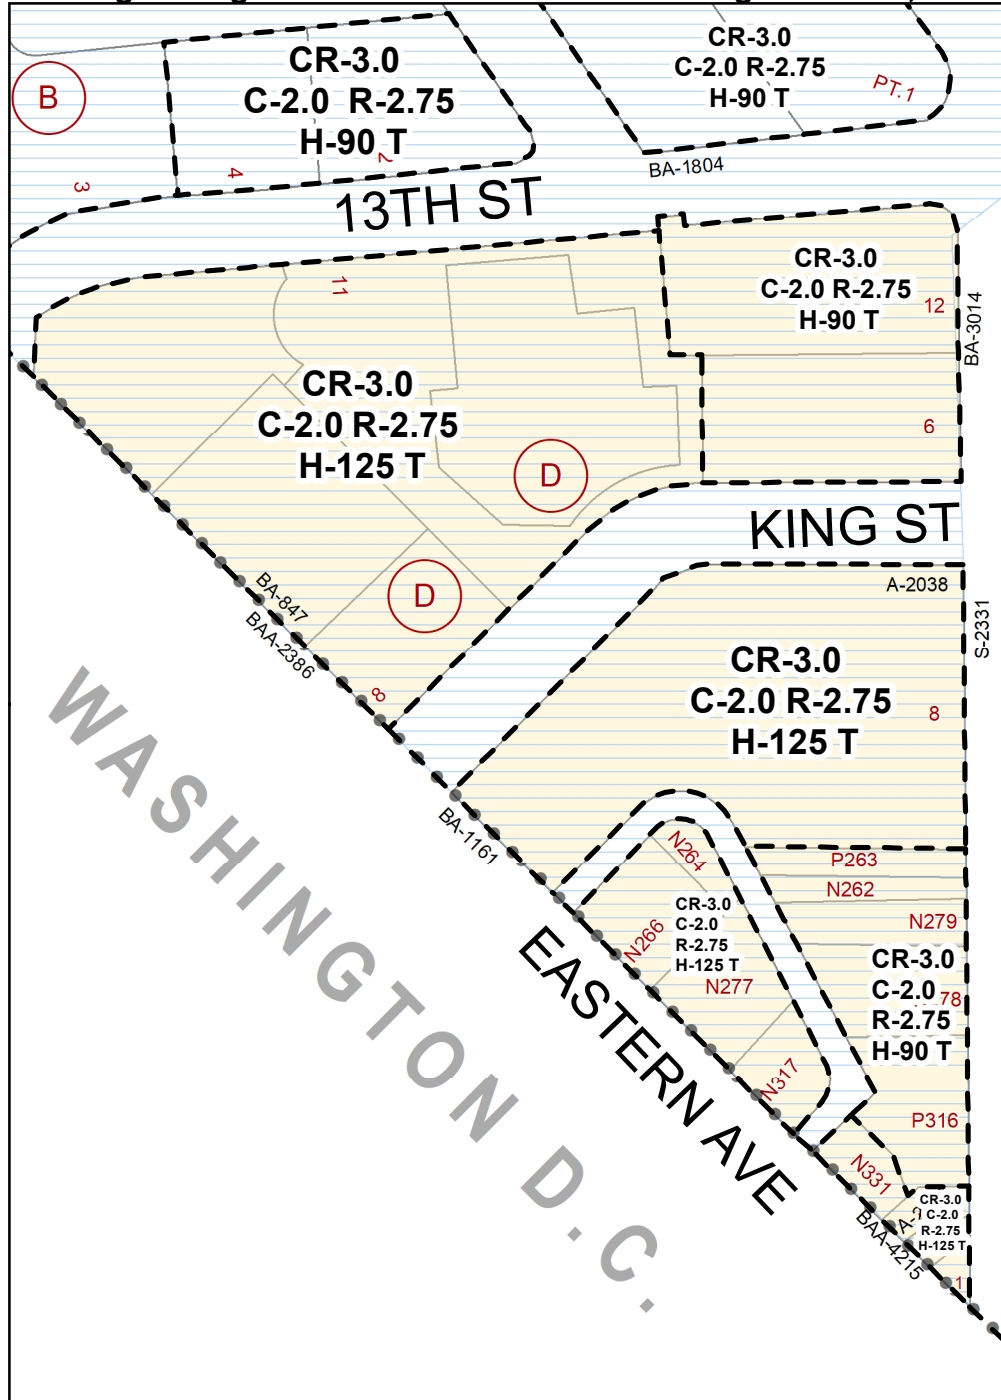 CR-3.0
C-2.0 R-2.75
H-90 T
CR-3.0
C-2.0 R-2.75
H-90 T
PT.1
B
3
4
2
BA-1804
13TH ST
11
CR-3.0
C-2.0 R-2.75
H-90 T
12
BA-3014
6
CR-3.0
C-2.0 R-2.75
H-125 T
D
KING ST
D
A-2038
S-2331
BA-847
BAA-2386
8
CR-3.0
C-2.0 R-2.75
H-125 T
8
WASHINGTON D.C.
BA-1161
N264
P263
N262
N279
CR-3.0
C-2.0
R-2.75
H-125 T
N266
N277
CR-3.0
C-2.0
R-2.75
H-90 T
EASTERN AVE
N317
P316
N331
CR-3.0
C-2.0
R-2.75
H-125 T
BAA-4215
1